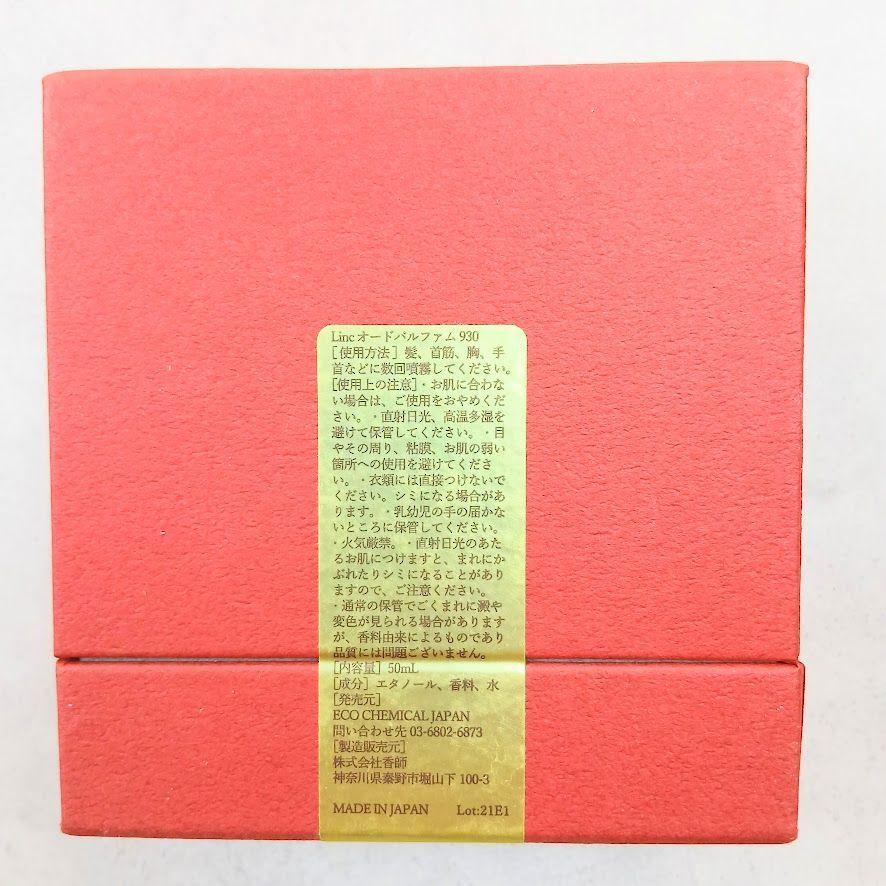 Linc オードパルファム 930
[使用方法] 髪、首筋、胸、手
首などに数回噴霧してください。
[使用上の注意]・お肌に合わな
い場合は、ご使用をおやめくだ
さい。・直射日光、高温多湿を
避けて保管してください。・目
やその周り、粘膜、お肌の弱い
箇所への使用を避けてくださ
い。・衣類には直接つけないで
ください。シミになる場合があ
ります。・乳幼児の手の届かな
いところに保管してください。
・火気厳禁。・直射日光のあた
るお肌につけますと、まれにか
ぶれたりシミになることがあり
ますので、ご注意ください。
・通常の保管でごくまれに澱や
変色が見られる場合があります
が、香料由来によるものであり
品質には問題ございません。
[内容量] 50mL
[成分] エタノール、香料、水
[発売元]
ECO CHEMICAL JAPAN
問い合わせ先 03-6802-6873
[製造販売元]
株式会社香師
神奈川県秦野市堀山下 100-3
MADE IN JAPAN Lot:21E1